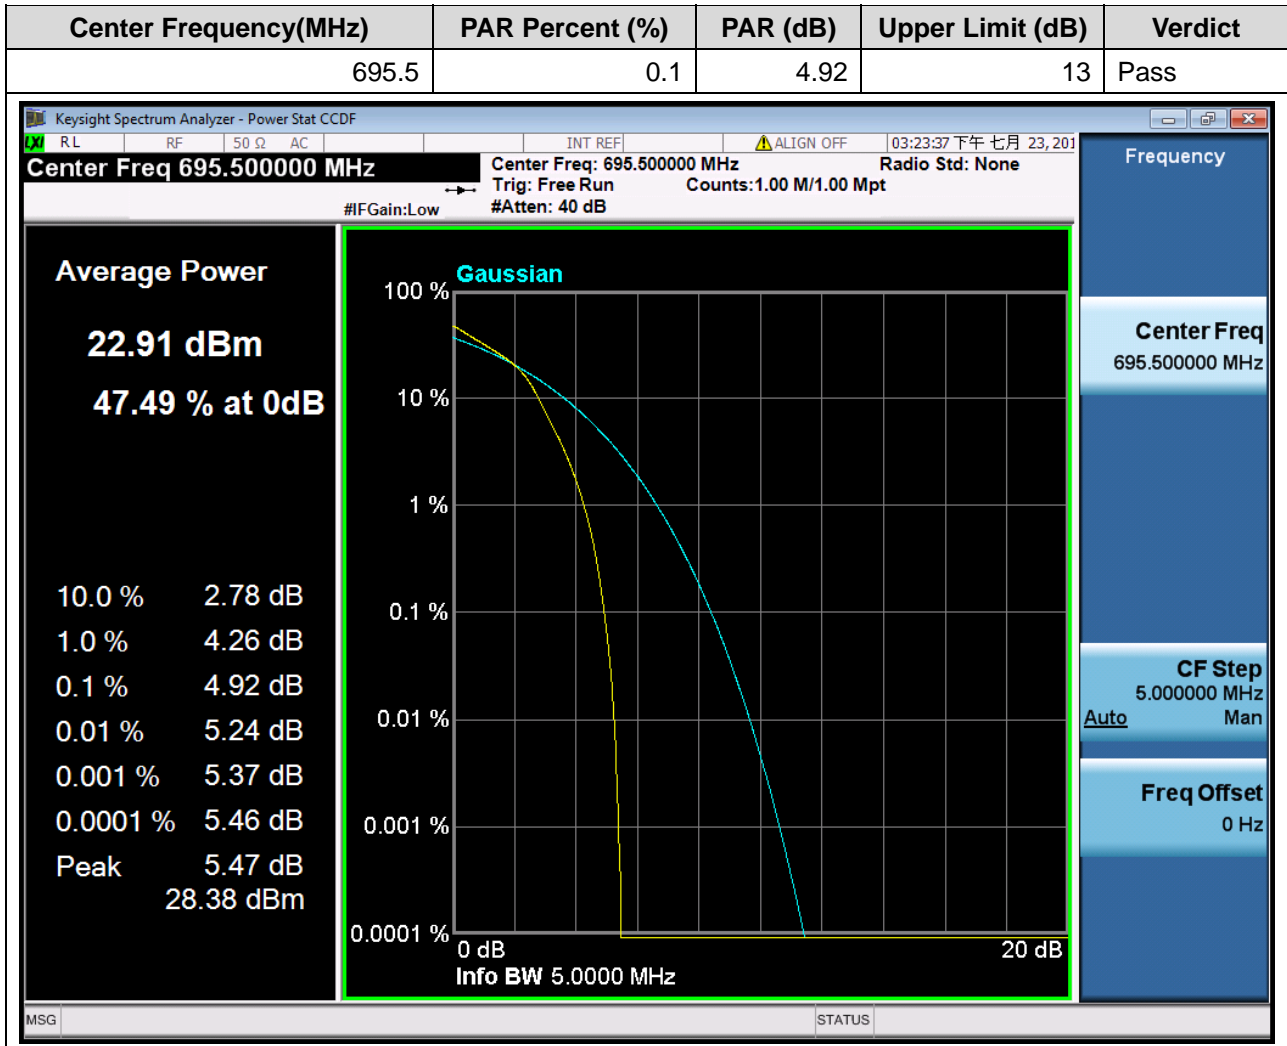 Center Frequency(MHz) PAR Percent (%) PAR (dB) Upper Limit (dB) Verdict
695.5 0.1 4.92 13 Pass
Keysight Spectrum Analyzer - Power Stat CCDF
LXI RL RF 50 Ω AC INT REF ALIGN OFF 03:23:37 下午 七月 23, 201
Center Freq 695.500000 MHz
Center Freq: 695.500000 MHz Radio Std: None
Trig: Free Run Counts:1.00 M/1.00 Mpt
#IFGain:Low #Atten: 40 dB
Average Power
22.91 dBm
47.49 % at 0dB
10.0 % 2.78 dB
1.0 % 4.26 dB
0.1 % 4.92 dB
0.01 % 5.24 dB
0.001 % 5.37 dB
0.0001 % 5.46 dB
Peak 5.47 dB
28.38 dBm
Gaussian
100 %
10 %
1 %
0.1 %
0.01 %
0.001 %
0.0001 %
0 dB 20 dB
Info BW 5.0000 MHz
Frequency
Center Freq
695.500000 MHz
CF Step
5.000000 MHz
Auto Man
Freq Offset
0 Hz
MSG STATUS